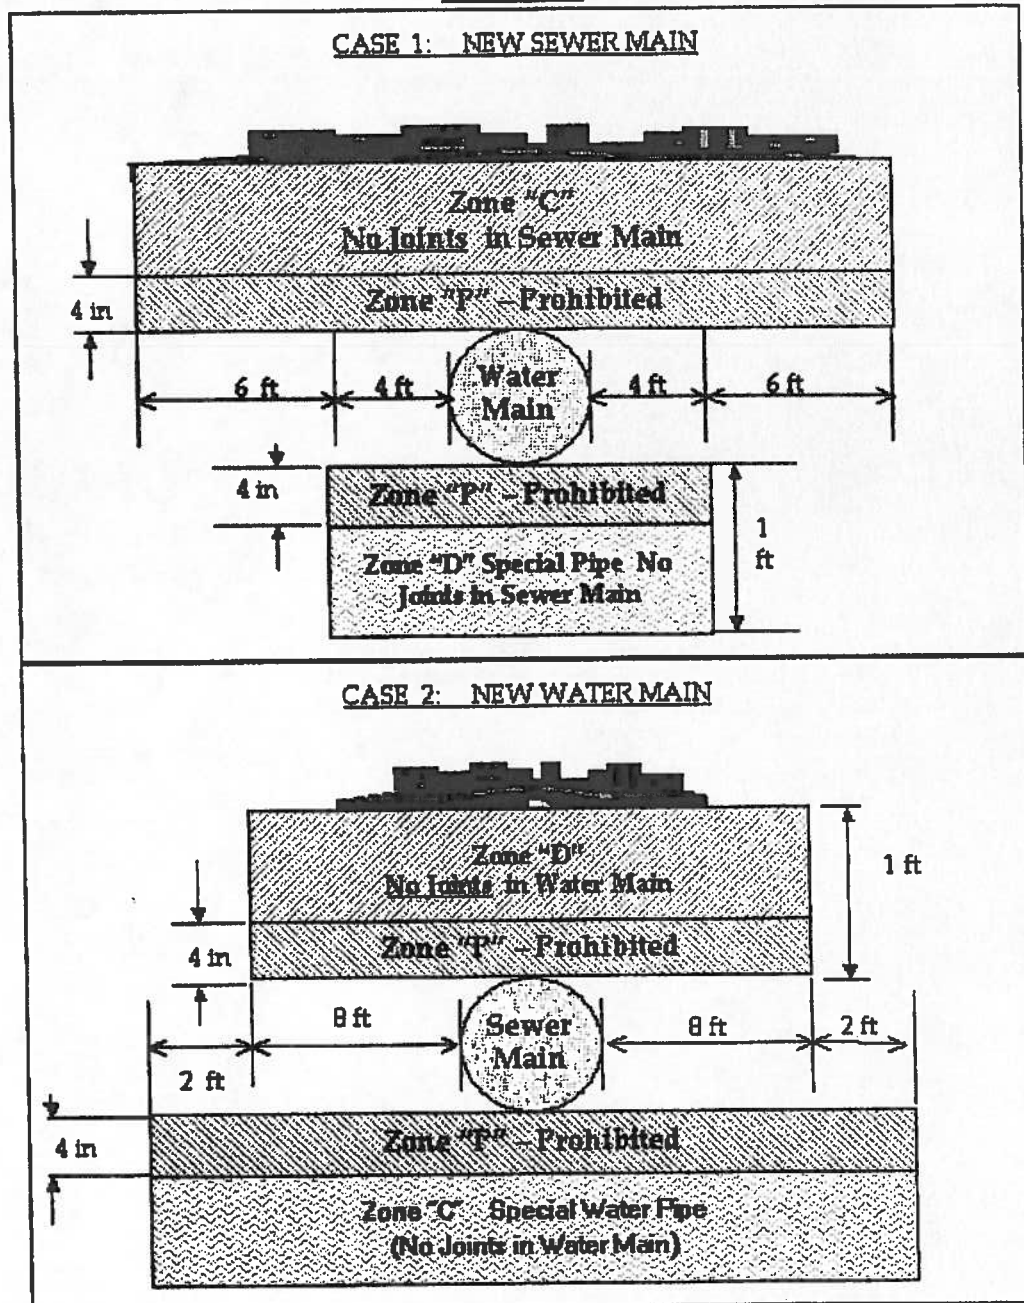 CASE 1: NEW SEWER MAIN
Zone "C"
No Joints in Sewer Main
4 in
Zone "P" – Prohibited
6 ft
4 ft
Water
Main
4 ft
6 ft
4 in
Zone "P" – Prohibited
1
ft
Zone "D" Special Pipe No
Joints In Sewer Main
CASE 2: NEW WATER MAIN
Zone "D"
No Joints in Water Main
1 ft
4 in
Zone "P" – Prohibited
8 ft
Sewer
Main
8 ft
2 ft
2 ft
4 in
Zone "P" – Prohibited
Zone "C" Special Water Pipe
(No Joints in Water Main)